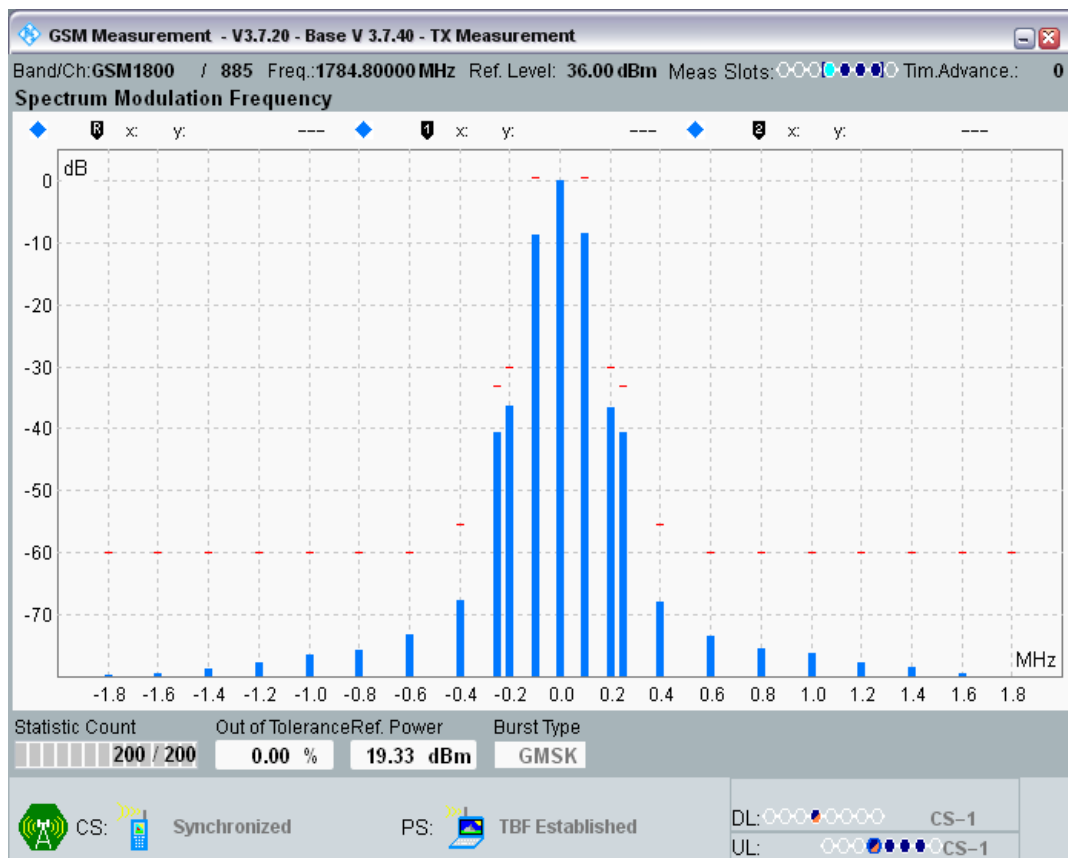 GSM Measurement - V3.7.20 - Base V 3.7.40 - TX Measurement
Band/Ch:GSM1800 / 885 Freq.:1784.80000 MHz Ref. Level: 36.00 dBm Meas Slots: Tim.Advance.: 0
Spectrum Modulation Frequency
R x: y: --- 1 x: y: --- 2 x: y: ---
dB
0
-10
-20
-30
-40
-50
-60
-70
MHz
-1.8 -1.6 -1.4 -1.2 -1.0 -0.8 -0.6 -0.4 -0.2 0.0 0.2 0.4 0.6 0.8 1.0 1.2 1.4 1.6 1.8
Statistic Count Out of Tolerance Ref. Power Burst Type
200 / 200 0.00 % 19.33 dBm GMSK
CS: Synchronized PS: TBF Established
DL: CS-1
UL: CS-1